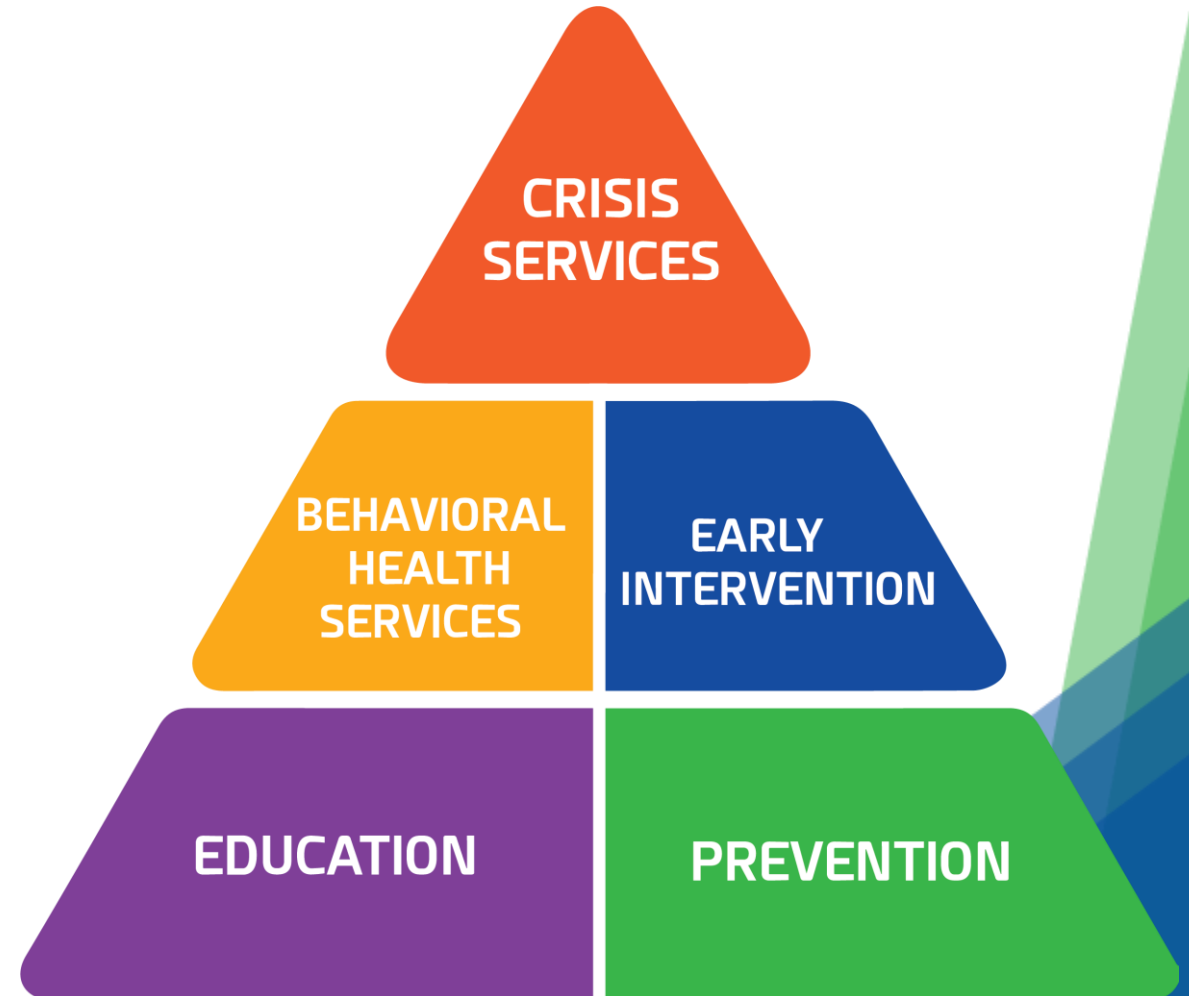 CRISIS
SERVICES
BEHAVIORAL
HEALTH
SERVICES
EARLY
INTERVENTION
EDUCATION
PREVENTION